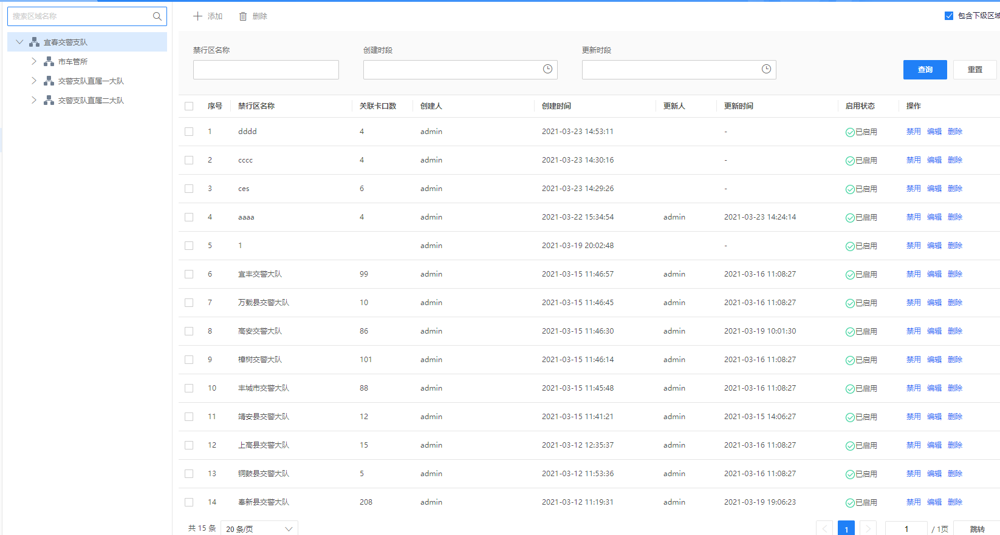 搜索区域名称
宜春交警支队
市车管所
交警支队直属一大队
交警支队直属二大队
添加 删除 包含下级区域
禁行区名称 创建时段 更新时段
查询 重置
序号 禁行区名称 关联卡口数 创建人 创建时间 更新人 更新时间 启用状态 操作
1 dddd 4 admin 2021-03-23 14:53:11 - 已启用 禁用 编辑 删除
2 cccc 4 admin 2021-03-23 14:30:16 - 已启用 禁用 编辑 删除
3 ces 6 admin 2021-03-23 14:29:26 - 已启用 禁用 编辑 删除
4 aaaa 4 admin 2021-03-22 15:34:54 admin 2021-03-23 14:24:14 已启用 禁用 编辑 删除
5 1 admin 2021-03-19 20:02:48 - 已启用 禁用 编辑 删除
6 宜丰交警大队 99 admin 2021-03-15 11:46:57 admin 2021-03-16 11:08:27 已启用 禁用 编辑 删除
7 万载县交警大队 10 admin 2021-03-15 11:46:45 admin 2021-03-16 11:08:27 已启用 禁用 编辑 删除
8 高安交警大队 86 admin 2021-03-15 11:46:30 admin 2021-03-19 10:01:30 已启用 禁用 编辑 删除
9 樟树交警大队 101 admin 2021-03-15 11:46:14 admin 2021-03-16 11:08:27 已启用 禁用 编辑 删除
10 丰城市交警大队 88 admin 2021-03-15 11:45:48 admin 2021-03-16 11:08:27 已启用 禁用 编辑 删除
11 靖安县交警大队 12 admin 2021-03-15 11:41:21 admin 2021-03-15 14:06:27 已启用 禁用 编辑 删除
12 上高县交警大队 15 admin 2021-03-12 12:35:37 admin 2021-03-16 11:08:27 已启用 禁用 编辑 删除
13 铜鼓县交警大队 5 admin 2021-03-12 11:53:36 admin 2021-03-16 11:08:27 已启用 禁用 编辑 删除
14 奉新县交警大队 208 admin 2021-03-12 11:19:31 admin 2021-03-19 19:06:23 已启用 禁用 编辑 删除
共 15 条 20 条/页 1 1 / 1页 跳转